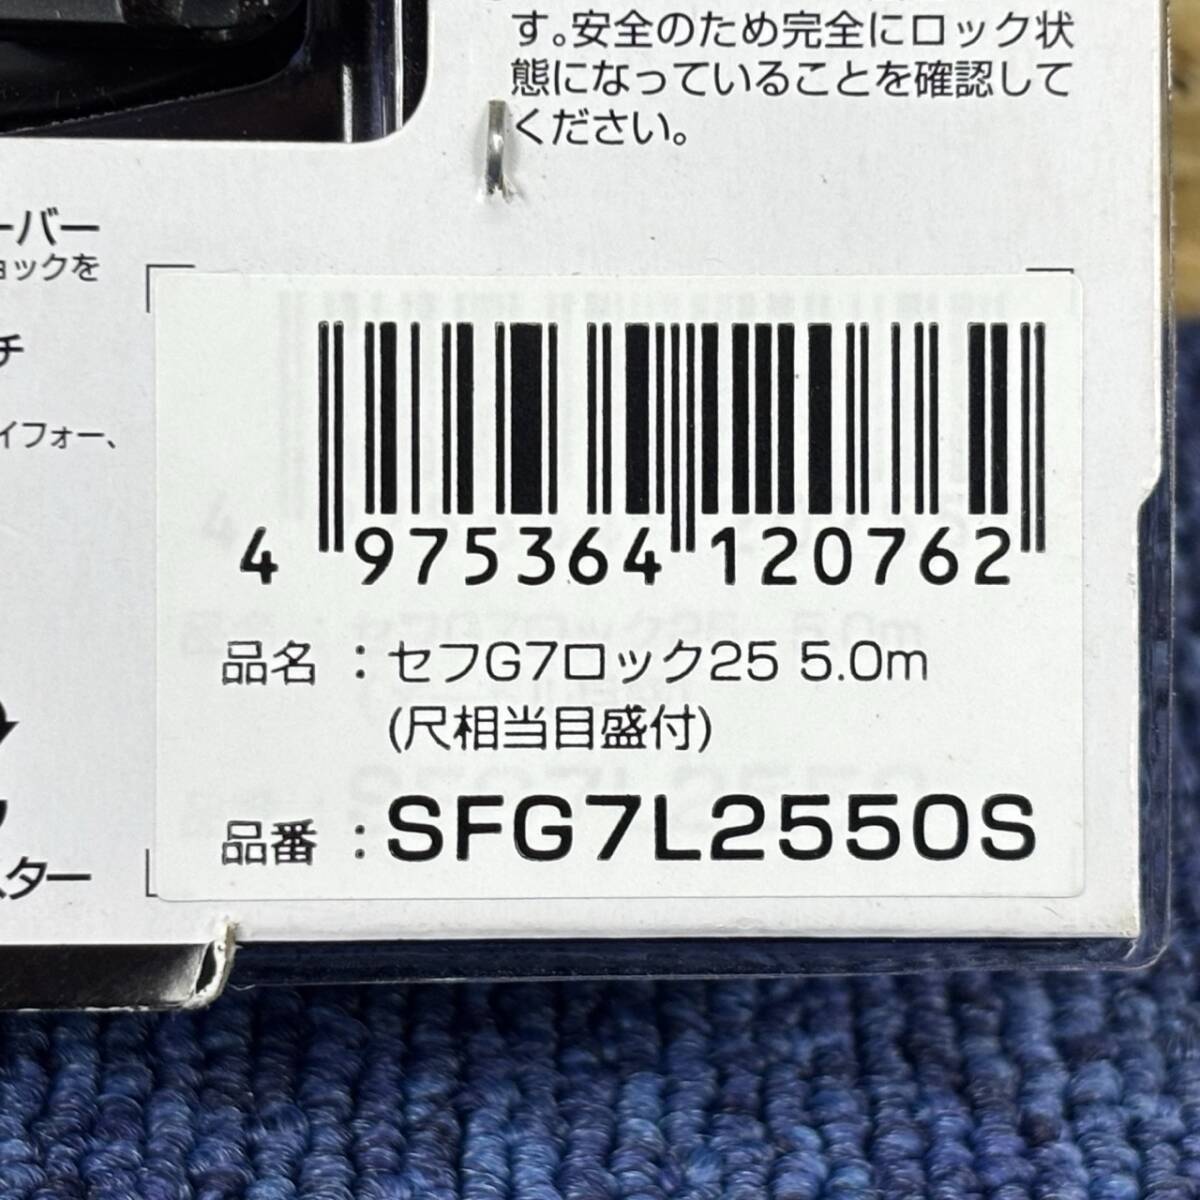 す。安全のため完全にロック状
態になっていることを確認して
ください。
ーバー
ョックを
チ
イフォー、
スター
4 975364 120762
品名：セフG7ロック25 5.0m
(尺相当目盛付)
品番：SFG7L2550S